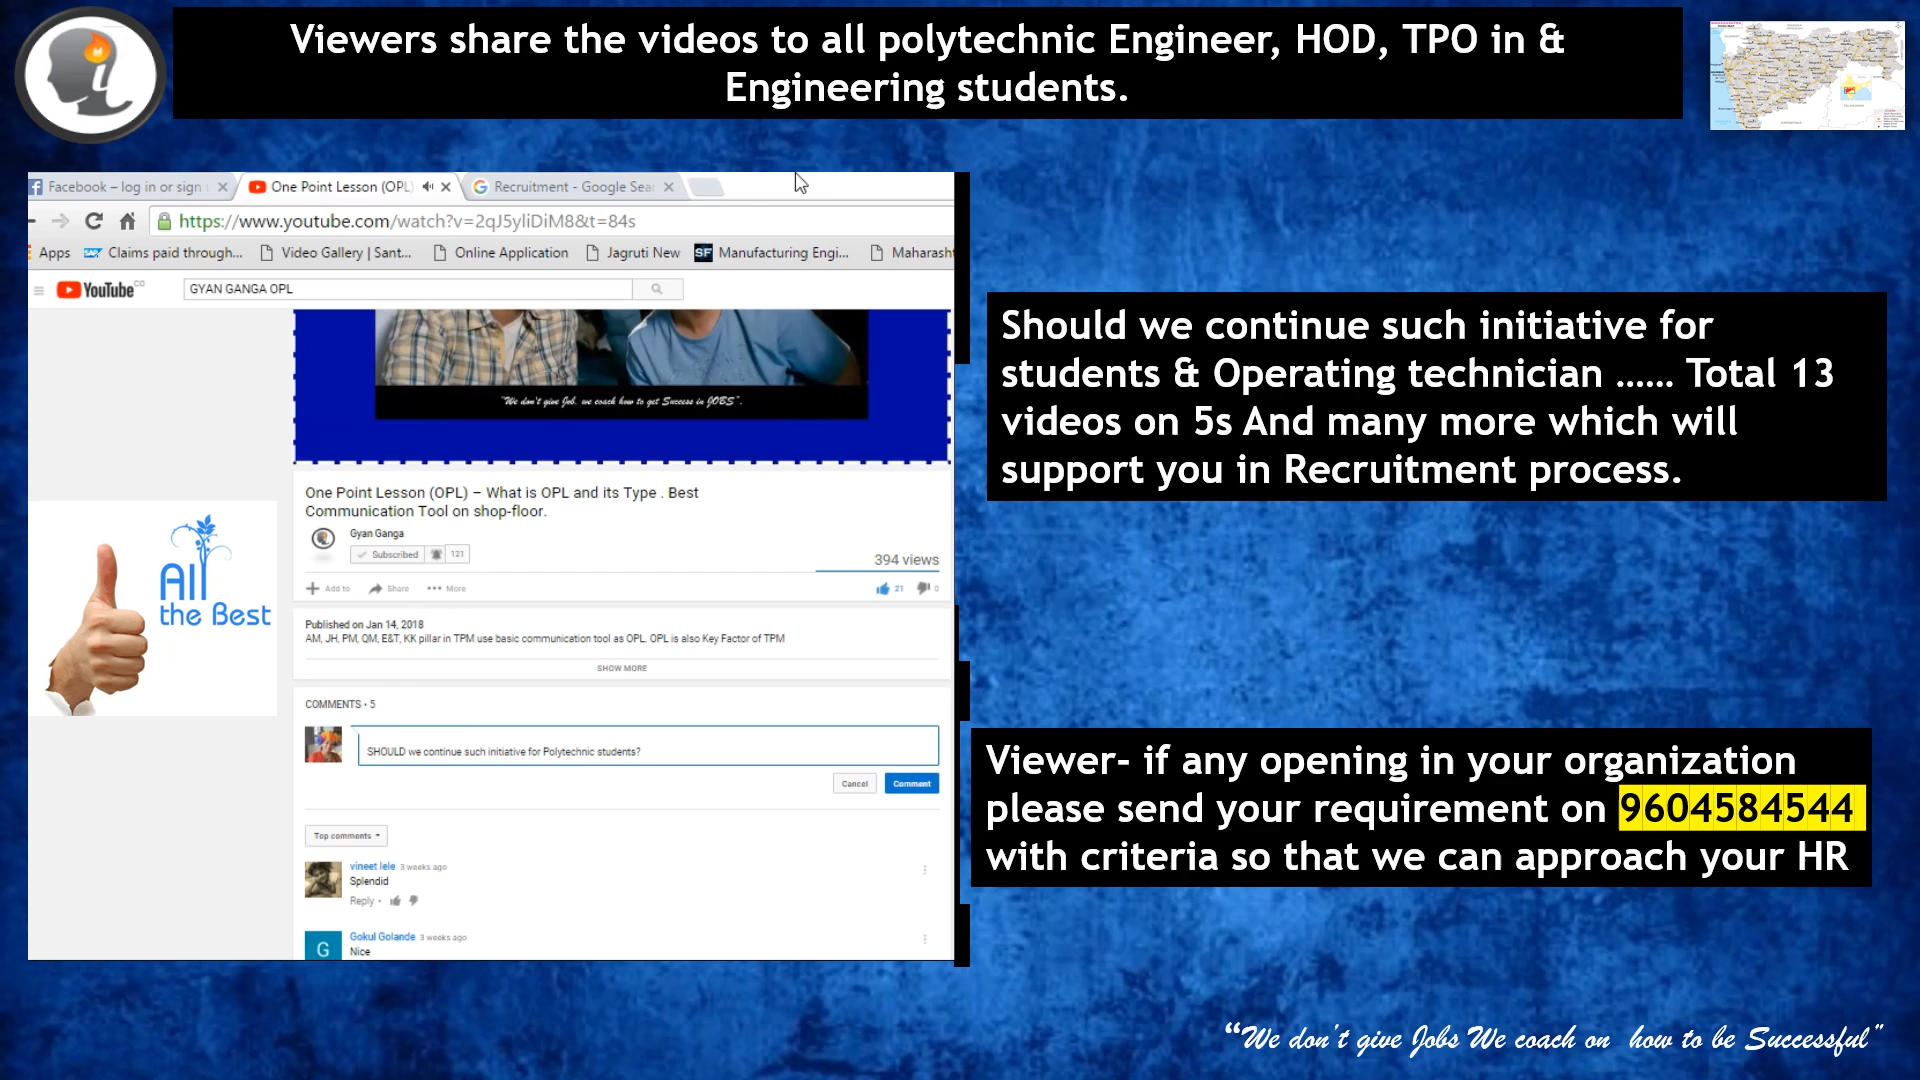 Viewers share the videos to all polytechnic Engineer, HOD, TPO in &
Engineering students.
Facebook – log in or sign
One Point Lesson (OPL)
Recruitment - Google Sea
https://www.youtube.com/watch?v=2qJ5yliDiM8&t=84s
Apps
Claims paid through...
Video Gallery | Sant...
Online Application
Jagruti New
SF Manufacturing Engi...
Maharasht
YouTube CO
GYAN GANGA OPL
"We don't give Job, we coach how to get Success in JOBS".
One Point Lesson (OPL) – What is OPL and its Type . Best
Communication Tool on shop-floor.
Gyan Ganga
Subscribed 121
394 views
Add to Share More
21 0
All
the Best
Published on Jan 14, 2018
AM, JH, PM, QM, E&T, KK pillar in TPM use basic communication tool as OPL. OPL is also Key Factor of TPM
SHOW MORE
COMMENTS • 5
SHOULD we continue such initiative for Polytechnic students?
Cancel Comment
Top comments
vineet lele 3 weeks ago
Splendid
Reply •
G
Gokul Golande 3 weeks ago
Nice
Should we continue such initiative for
students & Operating technician …… Total 13
videos on 5s And many more which will
support you in Recruitment process.
Viewer- if any opening in your organization
please send your requirement on 9604584544
with criteria so that we can approach your HR
“We don't give Jobs We coach on how to be Successful”